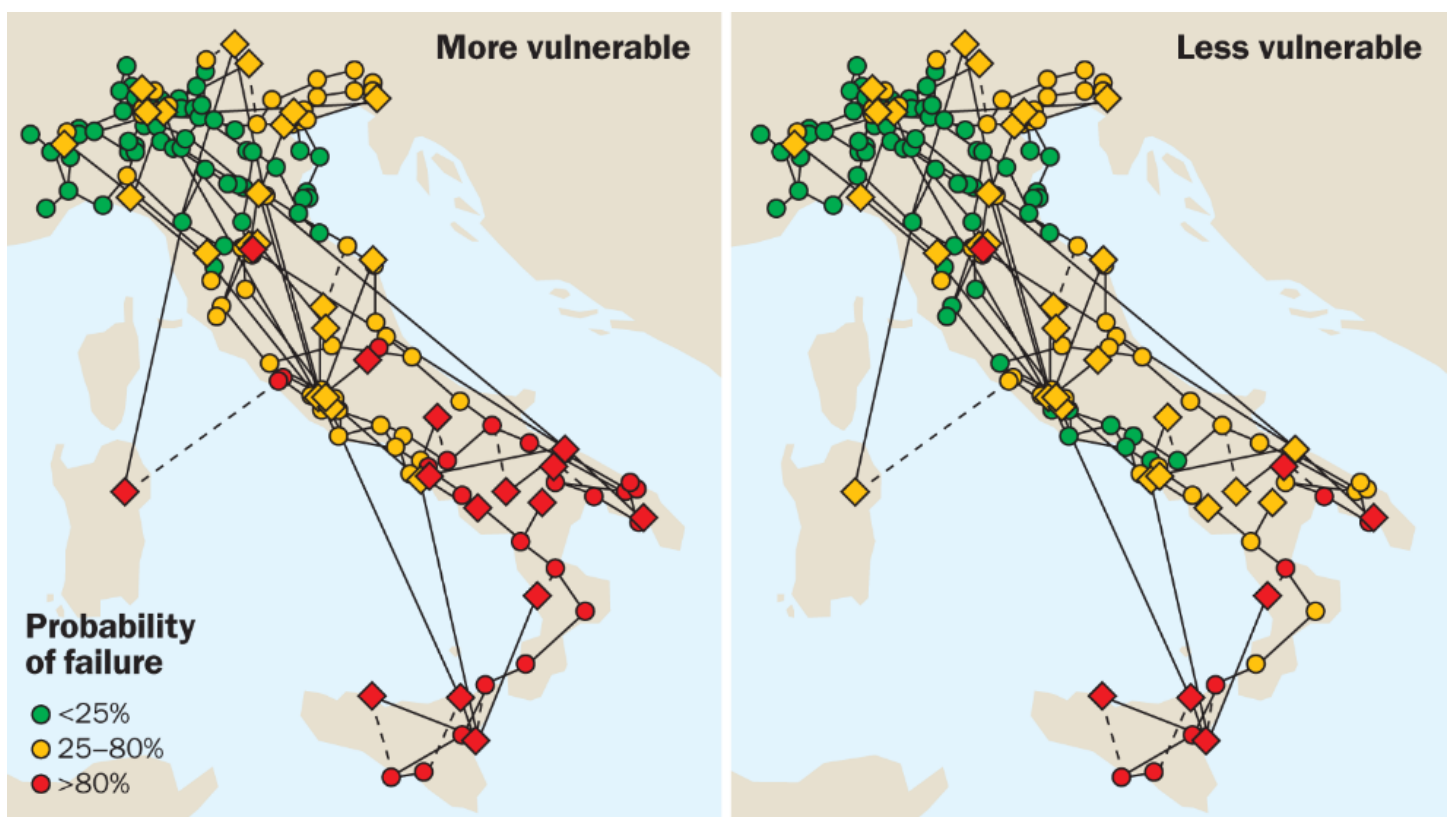 More vulnerable
Less vulnerable
Probability
of failure
<25%
25–80%
>80%